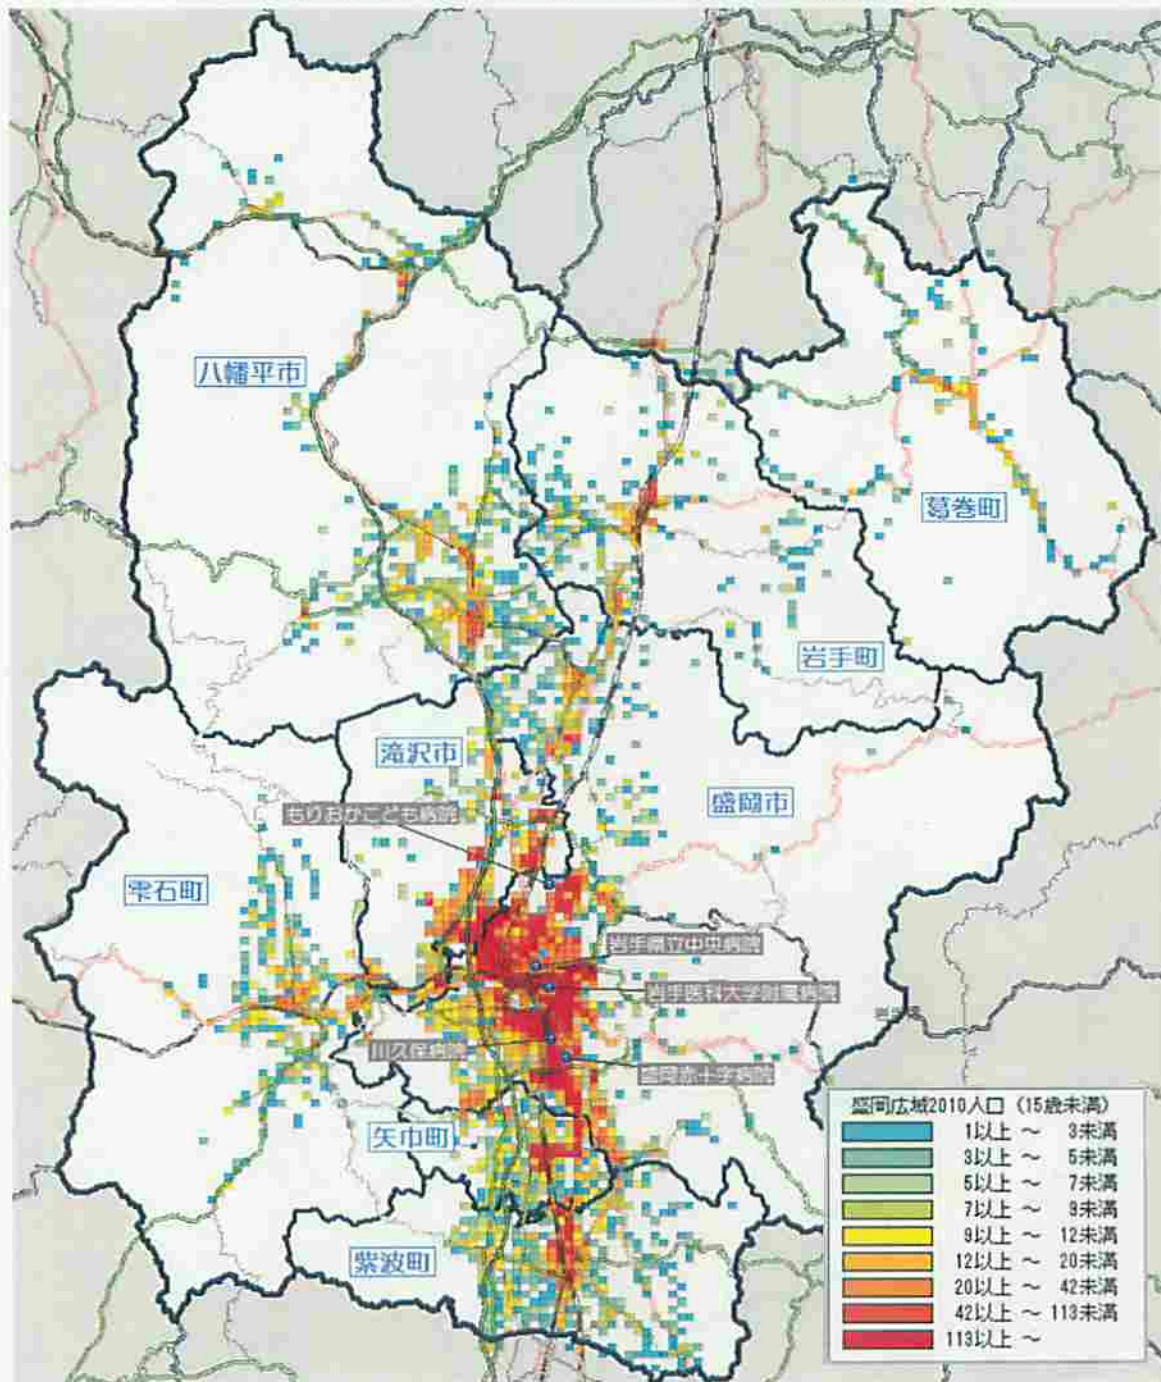 八幡平市
葛巻町
岩手町
滝沢市
盛岡市
もりおかこども病院
雫石町
岩手県立中央病院
岩手医科大学附属病院
川久保病院
盛岡赤十字病院
矢巾町
紫波町
盛岡広域2010人口（15歳未満）
1以上 ～ 3未満
3以上 ～ 5未満
5以上 ～ 7未満
7以上 ～ 9未満
9以上 ～ 12未満
12以上 ～ 20未満
20以上 ～ 42未満
42以上 ～ 113未満
113以上 ～